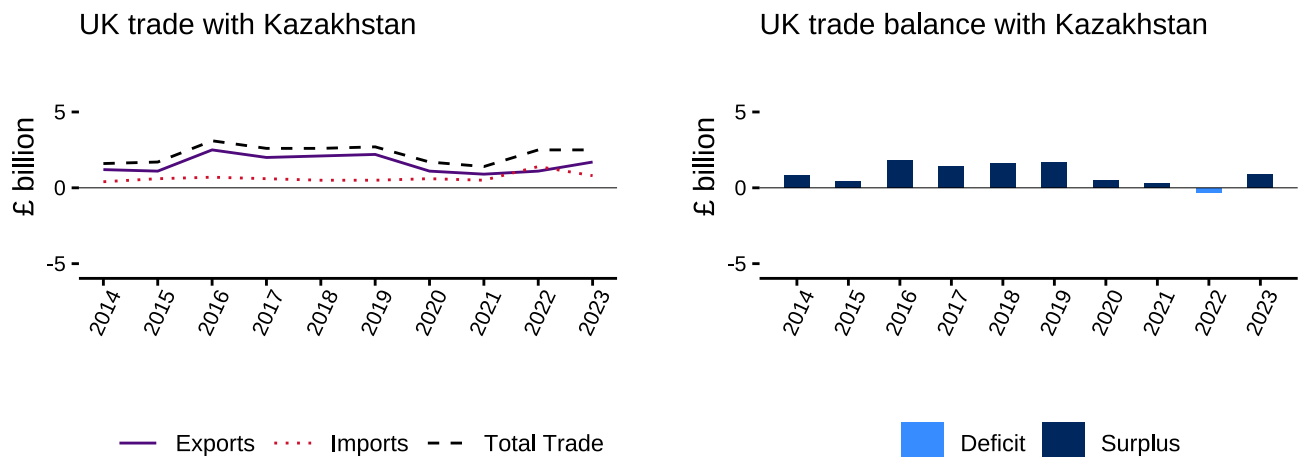 UK trade with Kazakhstan
£ billion
5
0
-5
2014 2015 2016 2017 2018 2019 2020 2021 2022 2023
Exports Imports Total Trade
UK trade balance with Kazakhstan
£ billion
5
0
-5
2014 2015 2016 2017 2018 2019 2020 2021 2022 2023
Deficit Surplus